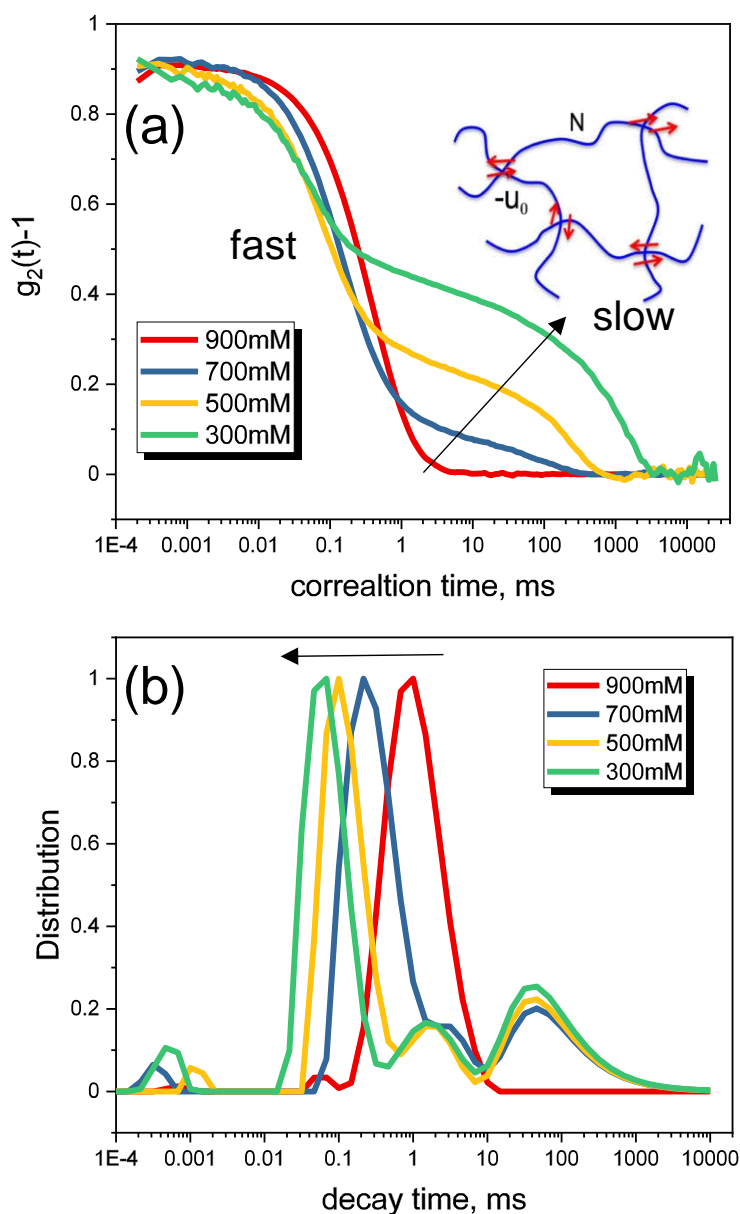 (a)
g₂(t)-1
1
0.8
0.6
0.4
0.2
0
fast
slow
N
-u₀
900mM
700mM
500mM
300mM
1E-4 0.001 0.01 0.1 1 10 100 1000 10000
correaltion time, ms
(b)
Distribution
1
0.8
0.6
0.4
0.2
0
900mM
700mM
500mM
300mM
1E-4 0.001 0.01 0.1 1 10 100 1000 10000
decay time, ms